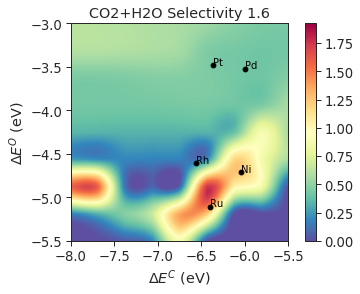 CO2+H2O Selectivity 1.6
ΔE^O (eV)
−3.0
−3.5
−4.0
−4.5
−5.0
−5.5
Pt
Pd
Rh
Ni
Ru
−8.0 −7.5 −7.0 −6.5 −6.0 −5.5
ΔE^C (eV)
1.75
1.50
1.25
1.00
0.75
0.50
0.25
0.00